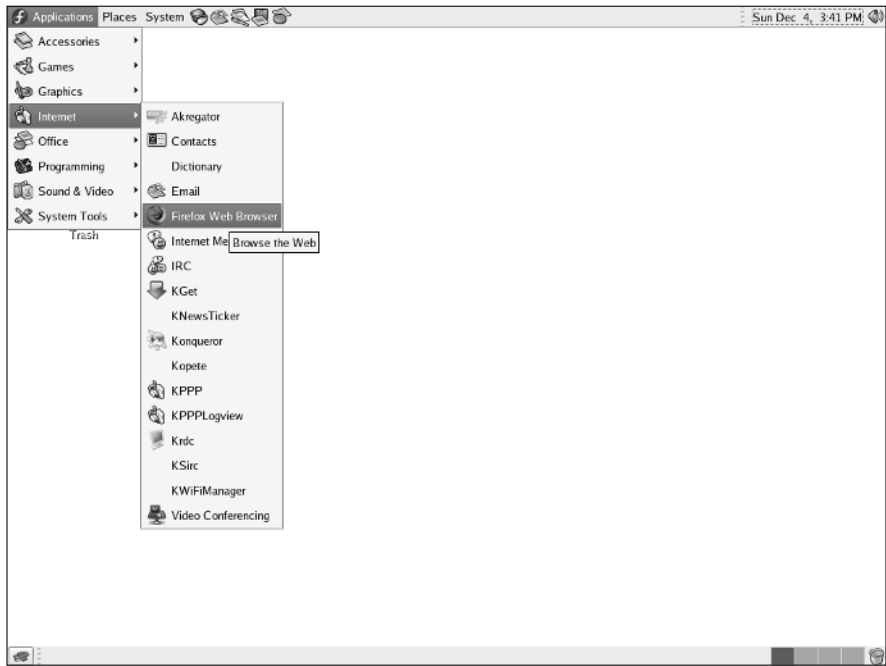 Applications Places System Sun Dec 4, 3:41 PM
Accessories
Games
Graphics
Internet
Office
Programming
Sound & Video
System Tools
Trash
Akregator
Contacts
Dictionary
Email
Firefox Web Browser
Internet Me
Browse the Web
IRC
KGet
KNewsTicker
Konqueror
Kopete
KPPP
KPPPLogview
Krdc
KSirc
KWiFiManager
Video Conferencing